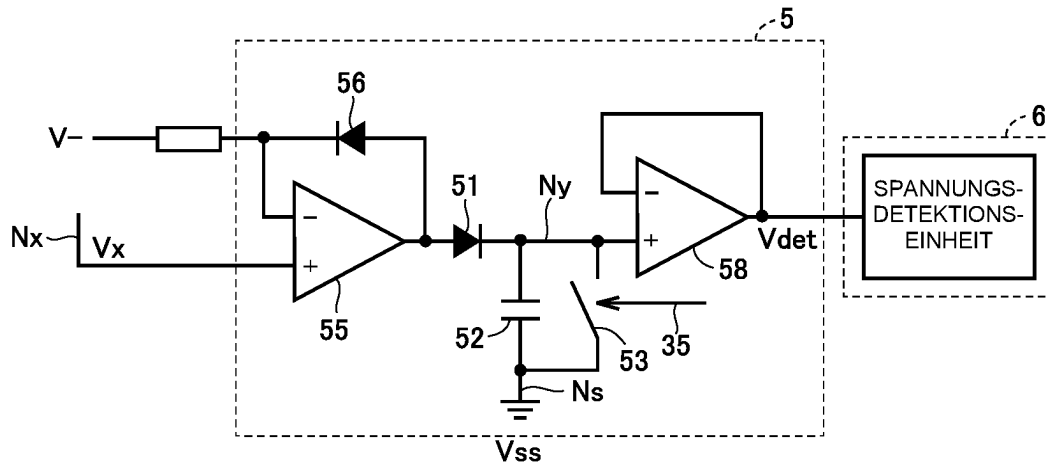 5
56
V−
6
51
Ny
SPANNUNGS-
DETEKTIONS-
EINHEIT
−
−
Nx
Vx
+
+
Vdet
58
55
52
53
35
Ns
Vss